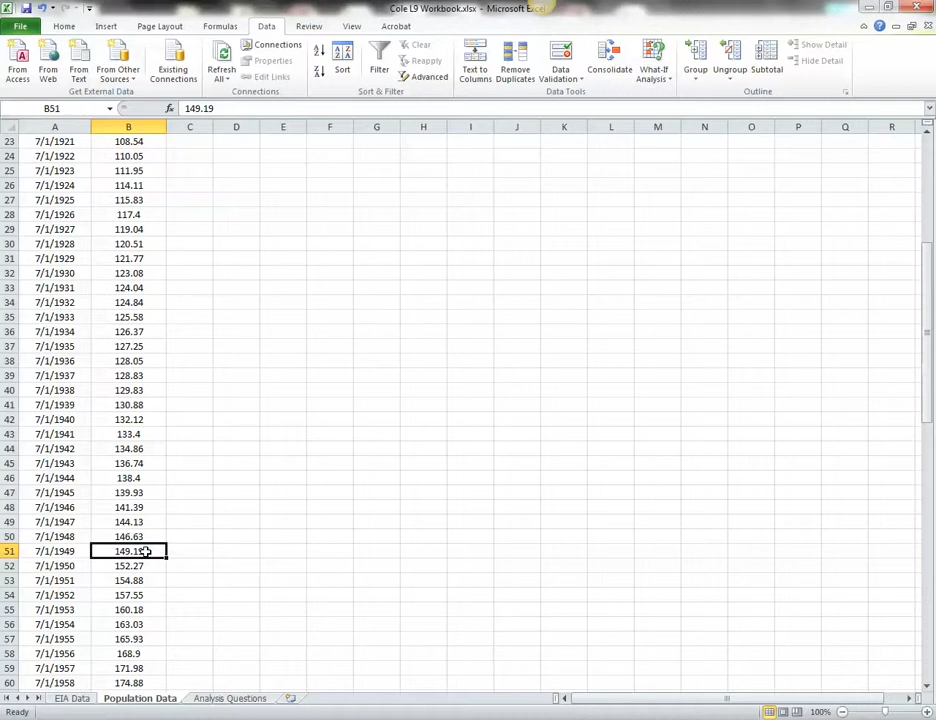 Cole L9 Workbook.xlsx - Microsoft Excel
File Home Insert Page Layout Formulas Data Review View Acrobat
From Access From Web From Text From Other Sources Existing Connections Refresh All Connections Properties Edit Links Sort Filter Clear Reapply Advanced Text to Columns Remove Duplicates Data Validation Consolidate What-If Analysis Group Ungroup Subtotal Show Detail Hide Detail
Get External Data Connections Sort & Filter Data Tools Outline
B51 fx 149.19
A B C D E F G H I J K L M N O P Q R
23 7/1/1921 108.54
24 7/1/1922 110.05
25 7/1/1923 111.95
26 7/1/1924 114.11
27 7/1/1925 115.83
28 7/1/1926 117.4
29 7/1/1927 119.04
30 7/1/1928 120.51
31 7/1/1929 121.77
32 7/1/1930 123.08
33 7/1/1931 124.04
34 7/1/1932 124.84
35 7/1/1933 125.58
36 7/1/1934 126.37
37 7/1/1935 127.25
38 7/1/1936 128.05
39 7/1/1937 128.83
40 7/1/1938 129.83
41 7/1/1939 130.88
42 7/1/1940 132.12
43 7/1/1941 133.4
44 7/1/1942 134.86
45 7/1/1943 136.74
46 7/1/1944 138.4
47 7/1/1945 139.93
48 7/1/1946 141.39
49 7/1/1947 144.13
50 7/1/1948 146.63
51 7/1/1949 149.19
52 7/1/1950 152.27
53 7/1/1951 154.88
54 7/1/1952 157.55
55 7/1/1953 160.18
56 7/1/1954 163.03
57 7/1/1955 165.93
58 7/1/1956 168.9
59 7/1/1957 171.98
60 7/1/1958 174.88
EIA Data Population Data Analysis Questions
Ready 100%